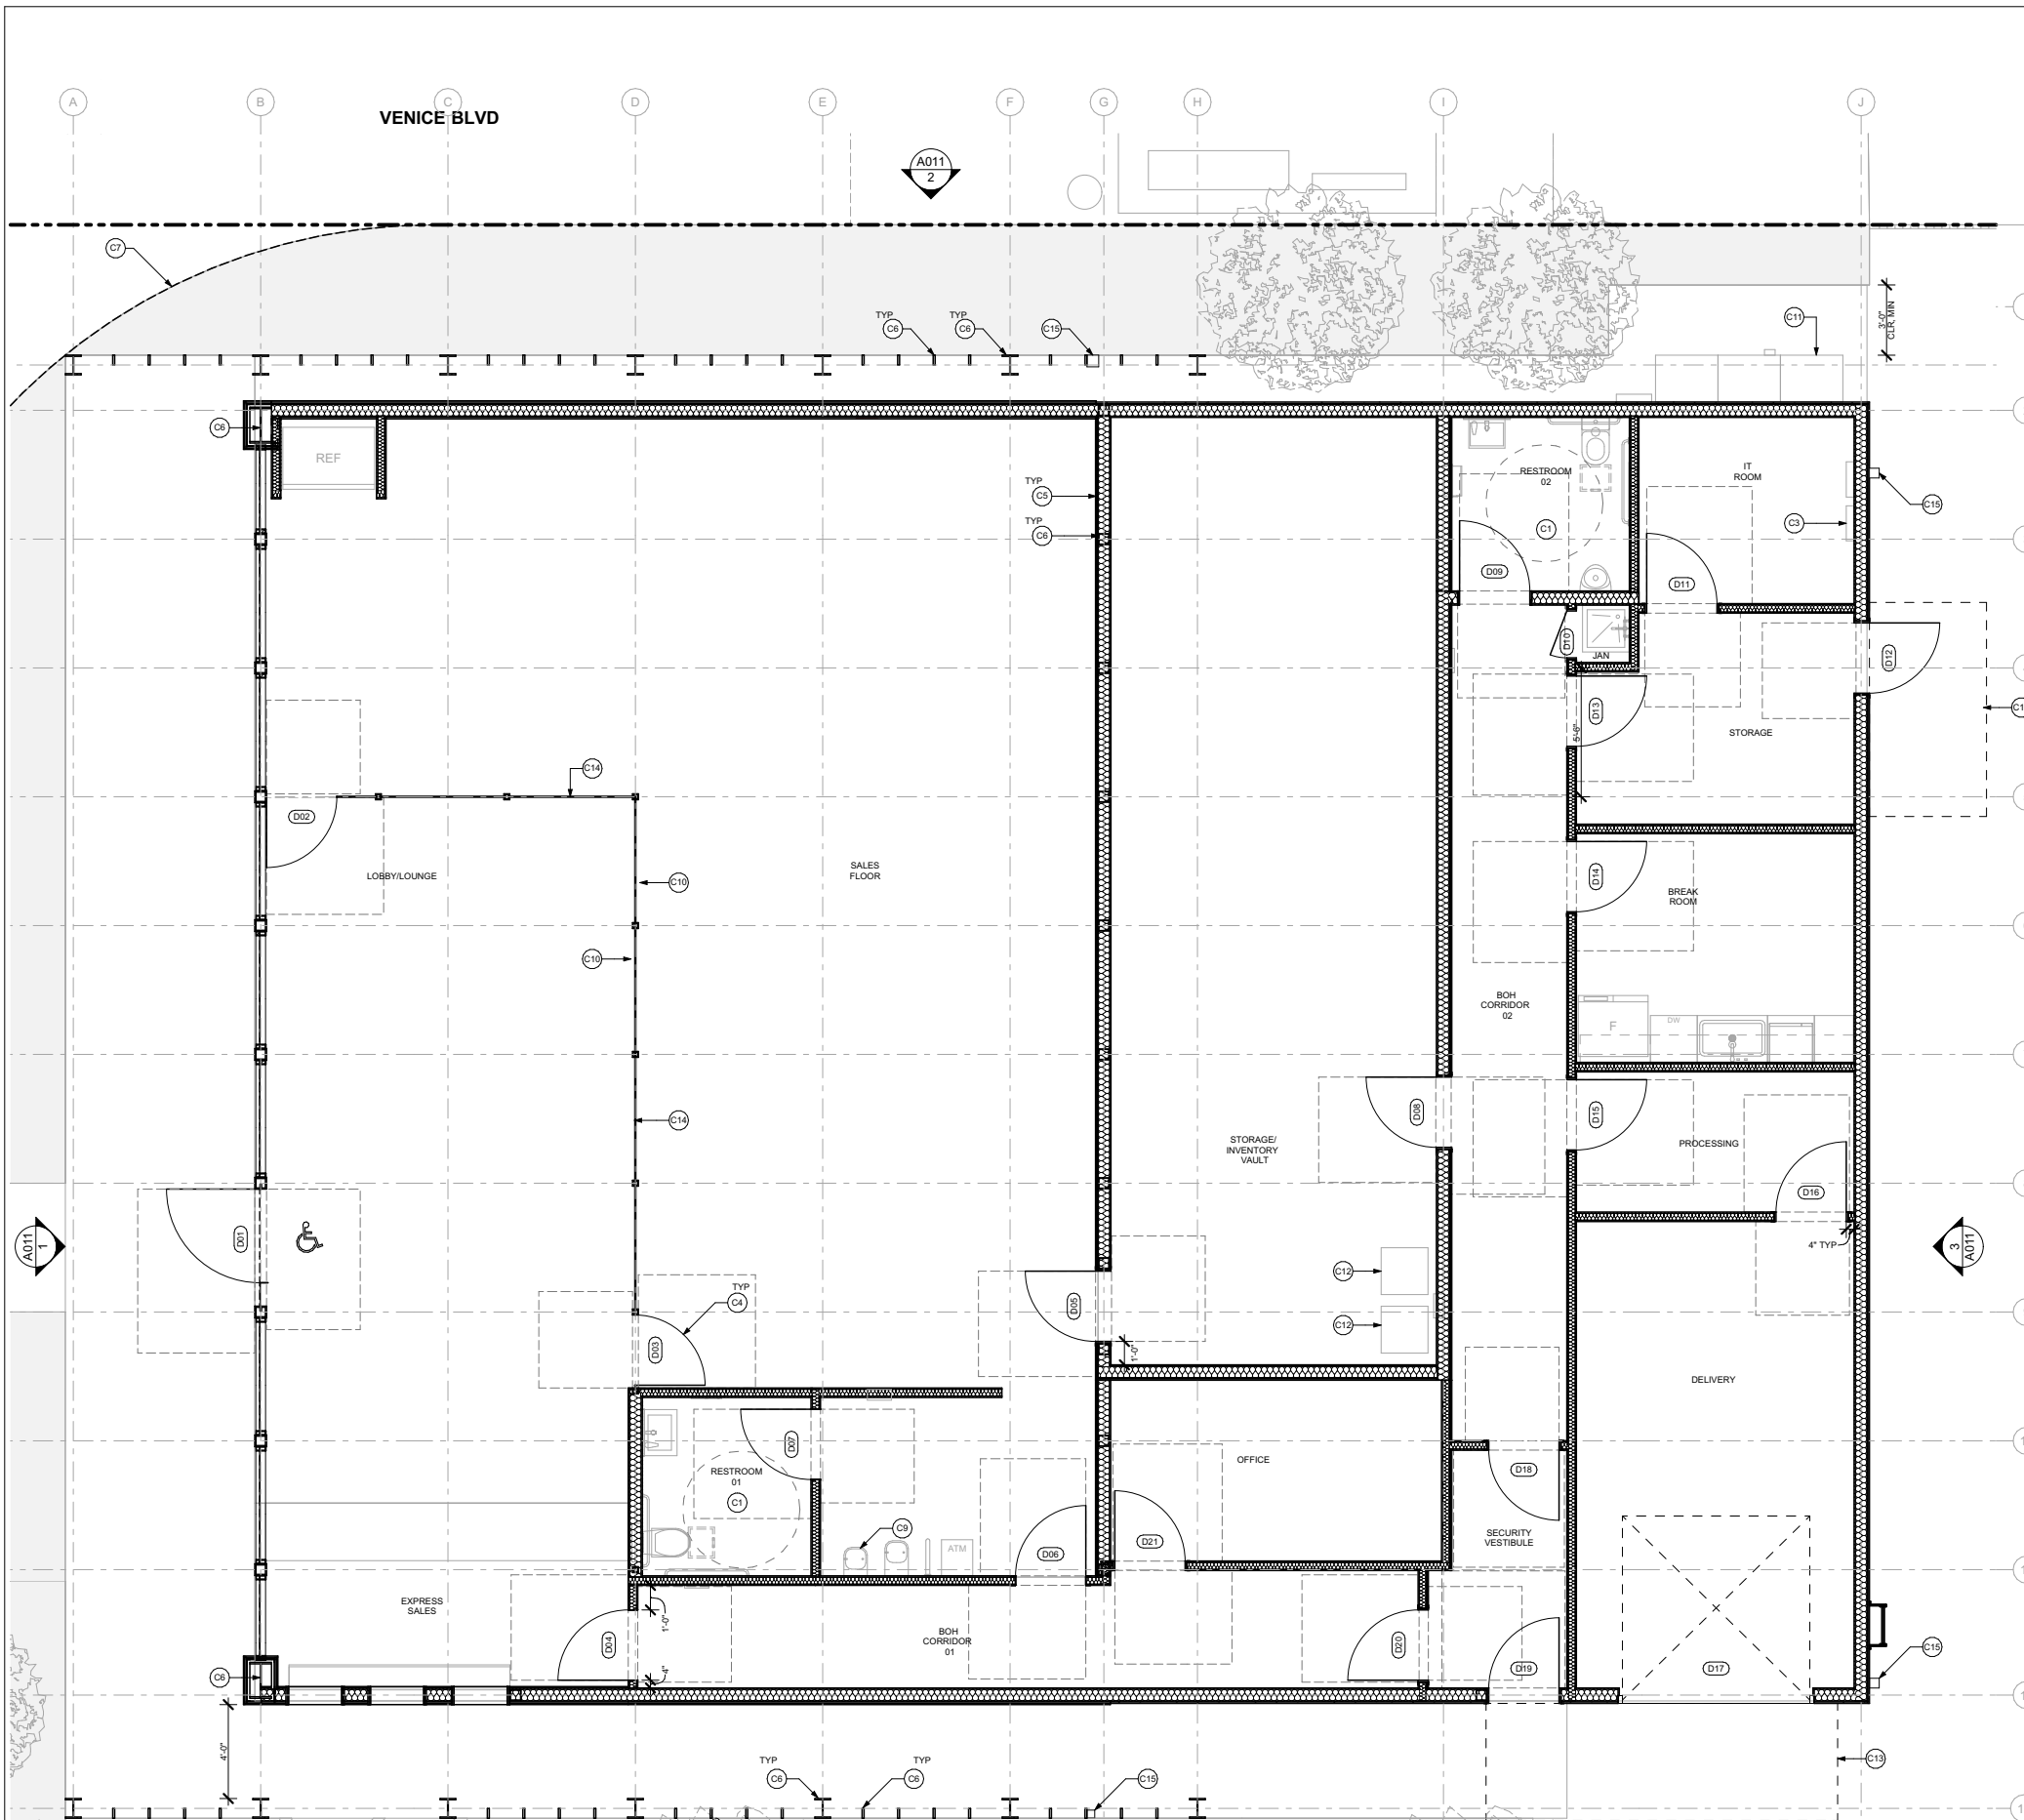 A
B
C
D
E
F
G
H
I
J
VENICE BLVD
A011
2
C7
TYP
C6
TYP
C6
C15
C11
3'-0"
CLR, MIN
C6
REF
TYP
C5
TYP
C6
RESTROOM
02
C1
IT
ROOM
C3
C15
D09
D11
D10
JAN
D12
D13
5'-6"
STORAGE
C14
D02
LOBBY/LOUNGE
SALES
FLOOR
C10
D14
BREAK
ROOM
C10
BOH
CORRIDOR
02
F
DW
C14
D08
D15
STORAGE/
INVENTORY
VAULT
PROCESSING
D16
4" TYP
A011
1
D01
3
A011
C12
C12
TYP
C4
D03
D05
1'-0"
DELIVERY
D07
RESTROOM
01
C1
OFFICE
D18
C9
ATM
D06
D21
SECURITY
VESTIBULE
EXPRESS
SALES
1'-0"
D04
4"
BOH
CORRIDOR
01
D20
D19
D17
C15
C6
4'-0"
TYP
C6
TYP
C6
C15
C13